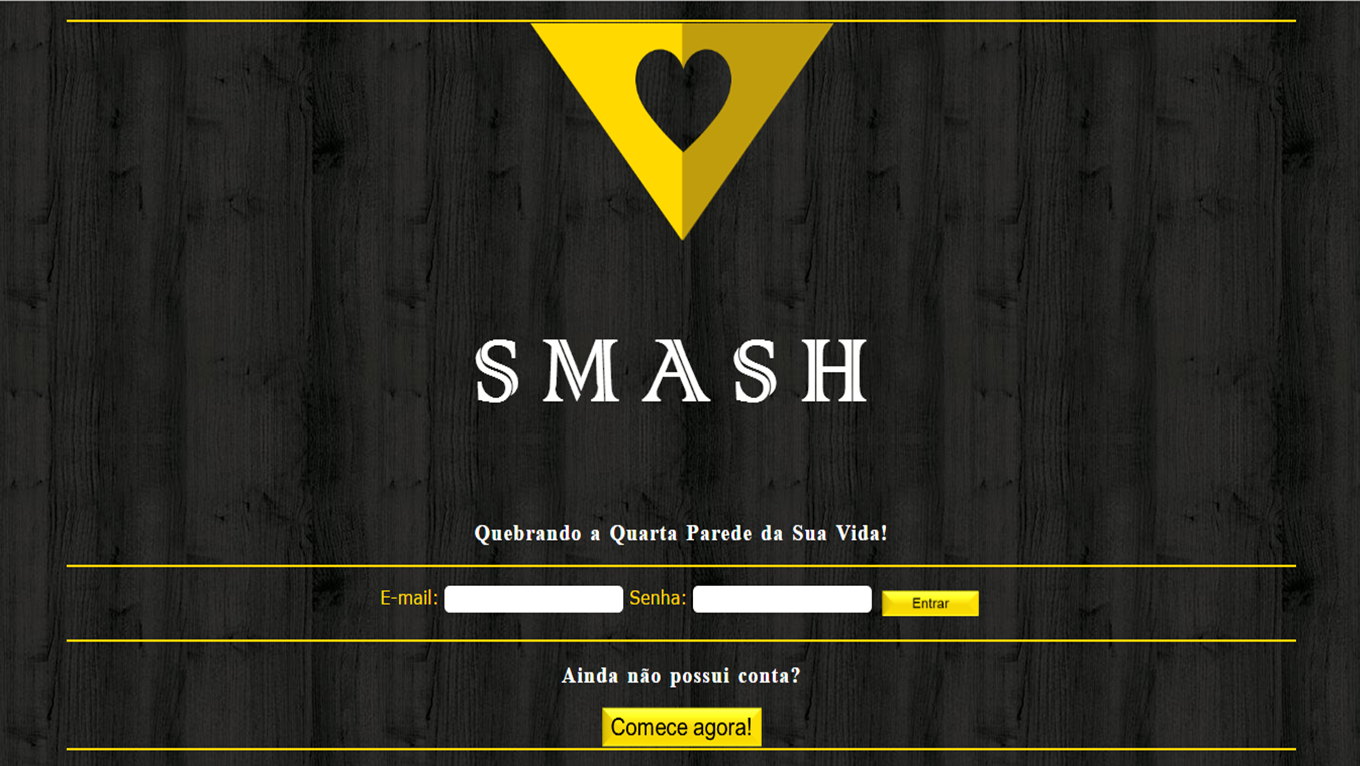 SMASH
Quebrando a Quarta Parede da Sua Vida!
E-mail: Senha: Entrar
Ainda não possui conta?
Comece agora!